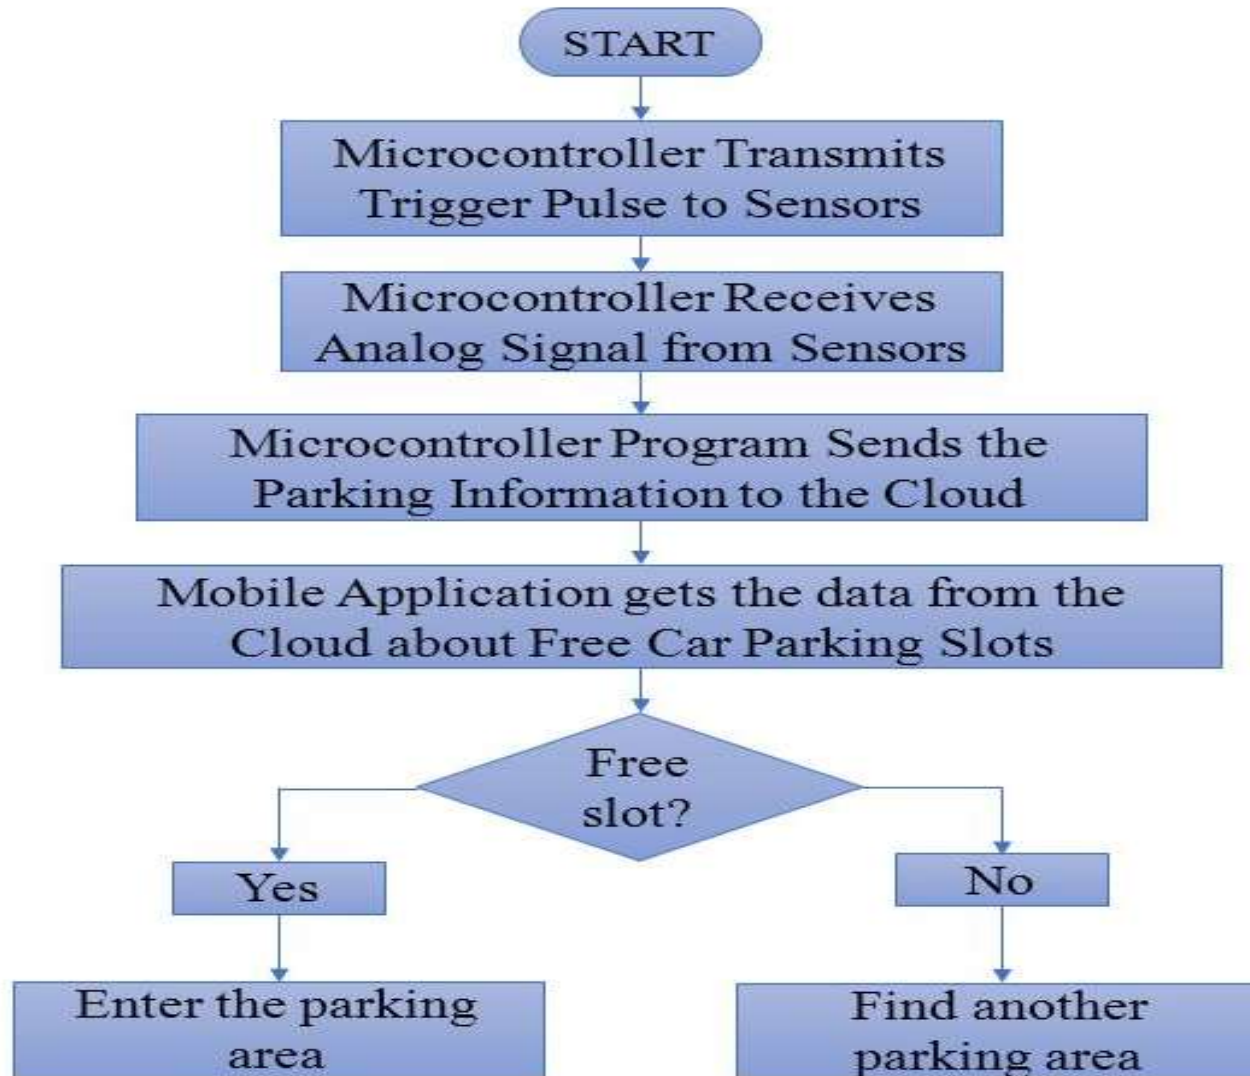 START
Microcontroller Transmits
Trigger Pulse to Sensors
Microcontroller Receives
Analog Signal from Sensors
Microcontroller Program Sends the
Parking Information to the Cloud
Mobile Application gets the data from the
Cloud about Free Car Parking Slots
Free
slot?
Yes
No
Enter the parking
area
Find another
parking area